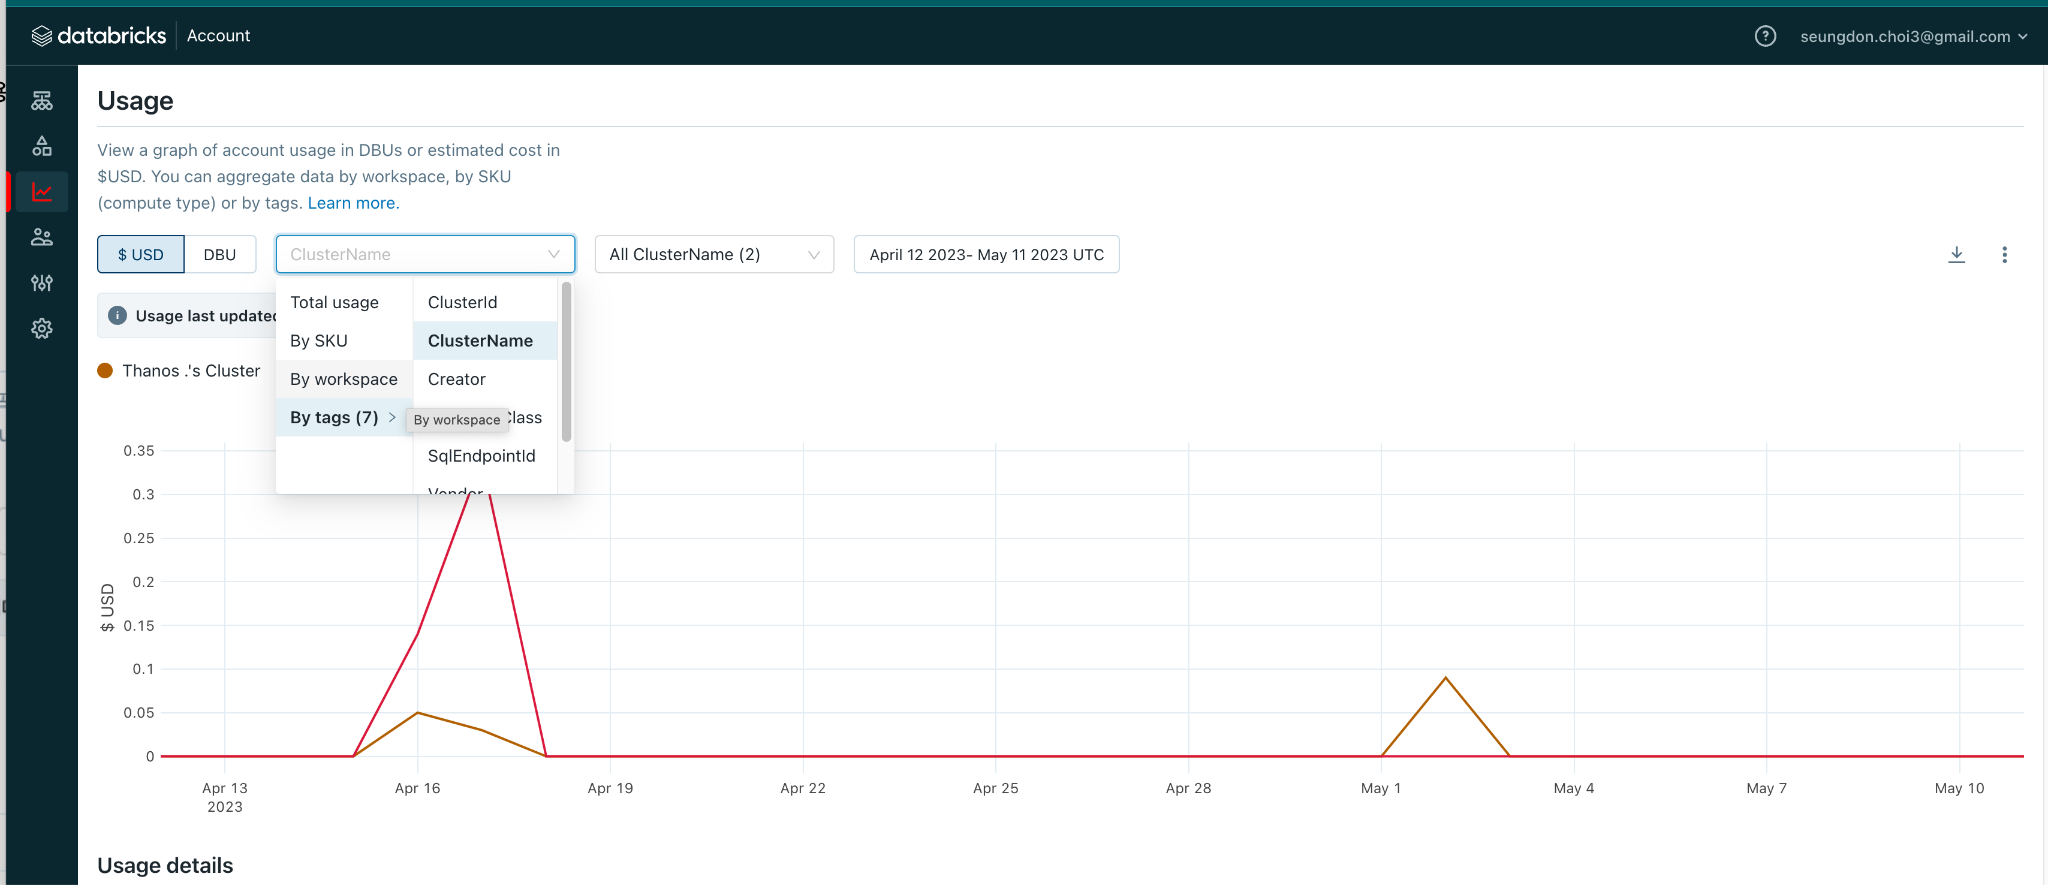 databricks Account
seungdon.choi3@gmail.com
Usage
View a graph of account usage in DBUs or estimated cost in
$USD. You can aggregate data by workspace, by SKU
(compute type) or by tags. Learn more.
$ USD
DBU
ClusterName
All ClusterName (2)
April 12 2023- May 11 2023 UTC
Total usage
By SKU
By workspace
By tags (7)
ClusterId
ClusterName
Creator
By workspace
Class
SqlEndpointId
Vendor
Usage last updated
Thanos .'s Cluster
$ USD
0.35
0.3
0.25
0.2
0.15
0.1
0.05
0
Apr 13
2023
Apr 16
Apr 19
Apr 22
Apr 25
Apr 28
May 1
May 4
May 7
May 10
Usage details